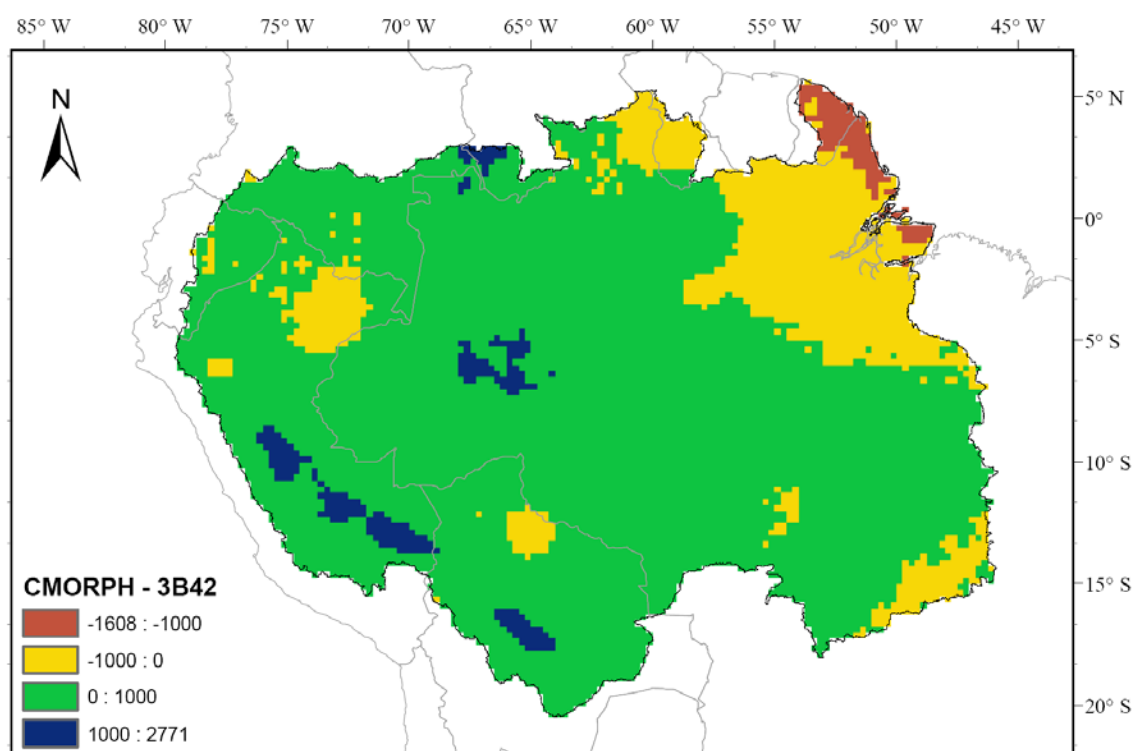 85° W 80° W 75° W 70° W 65° W 60° W 55° W 50° W 45° W
N
5° N
0°
5° S
10° S
15° S
20° S
CMORPH - 3B42
-1608 : -1000
-1000 : 0
0 : 1000
1000 : 2771